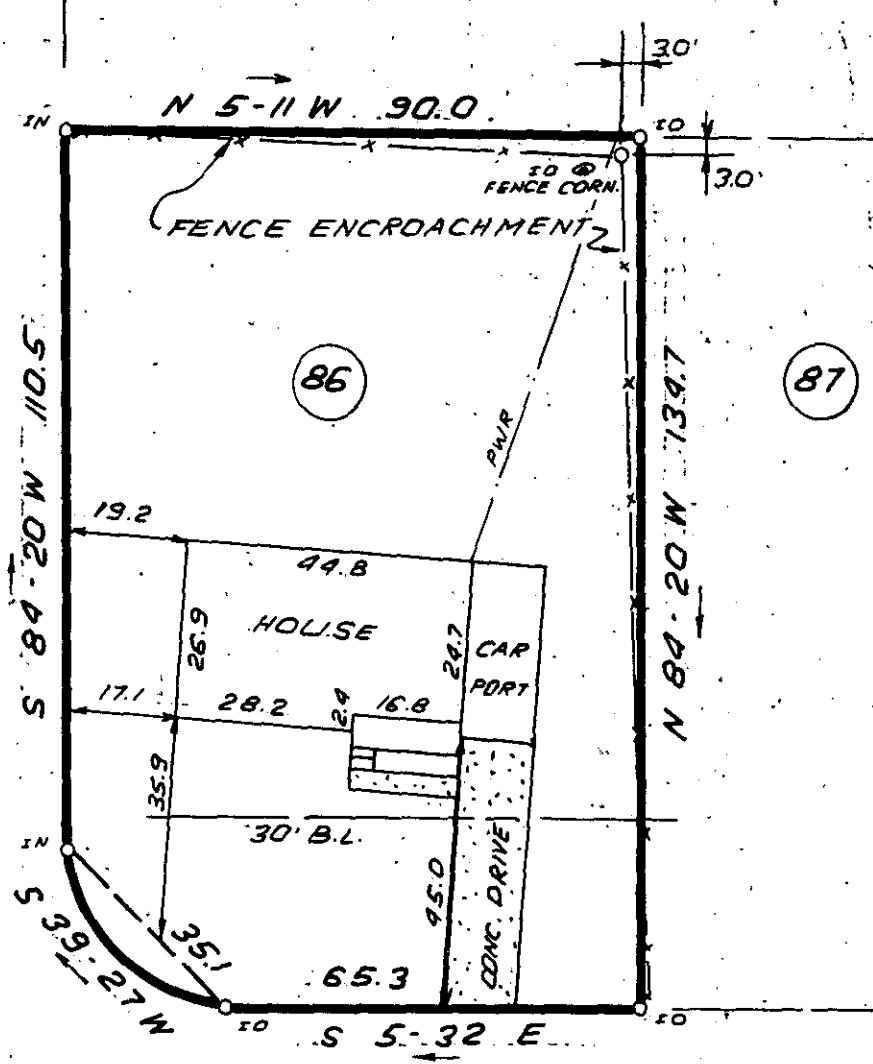 3.0'
N 5-11 W 90.0
IN
IO
IO @
FENCE CORN.
3.0'
FENCE ENCROACHMENT
86
87
S 84-20 W 110.5
N 84-20 W 134.7
PWR
19.2
44.8
HOUSE
26.9
24.7
CAR
PORT
17.1
28.2
2.4
16.8
35.9
30' B.L.
IN
45.0
CONC. DRIVE
S 39-27 W
35.1
65.3
IO
S 5-32 E
IO